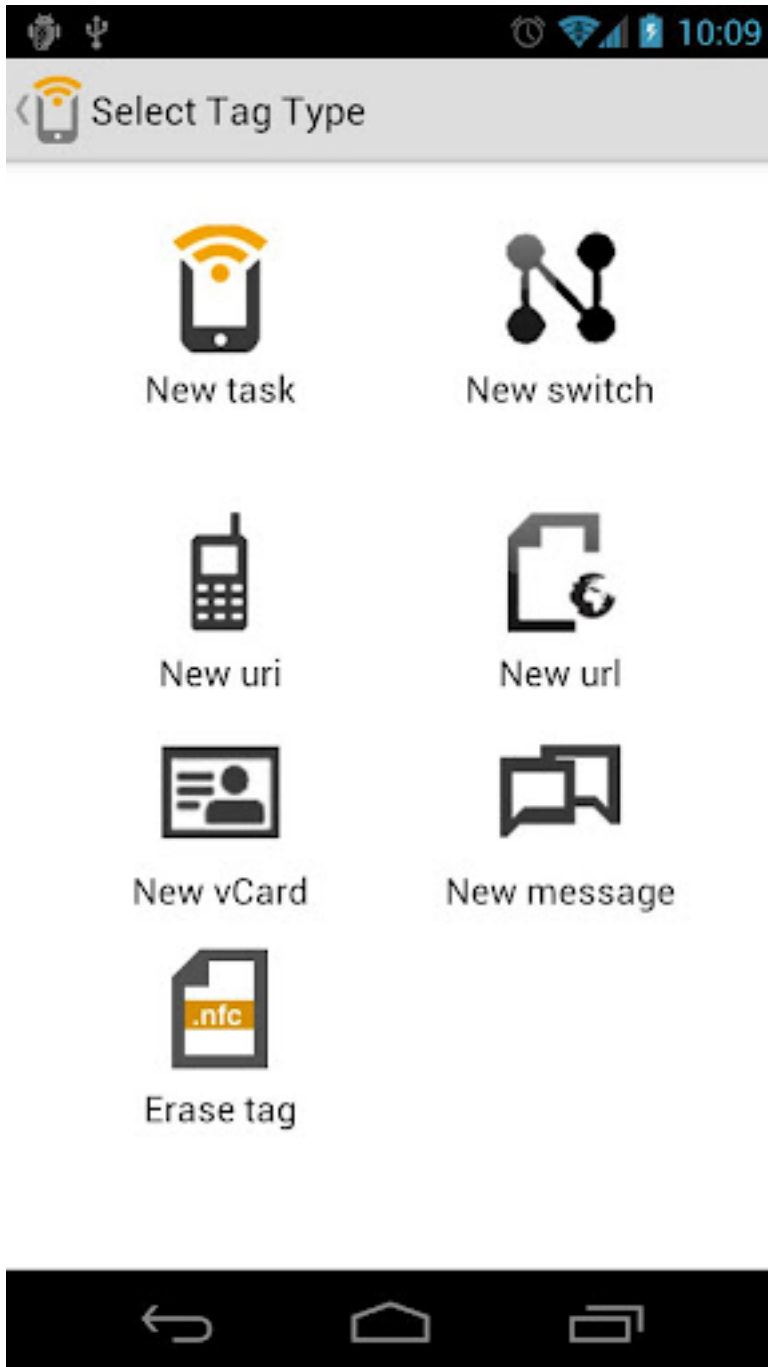 10:09
Select Tag Type
New task
New switch
New uri
New url
New vCard
New message
.nfc
Erase tag